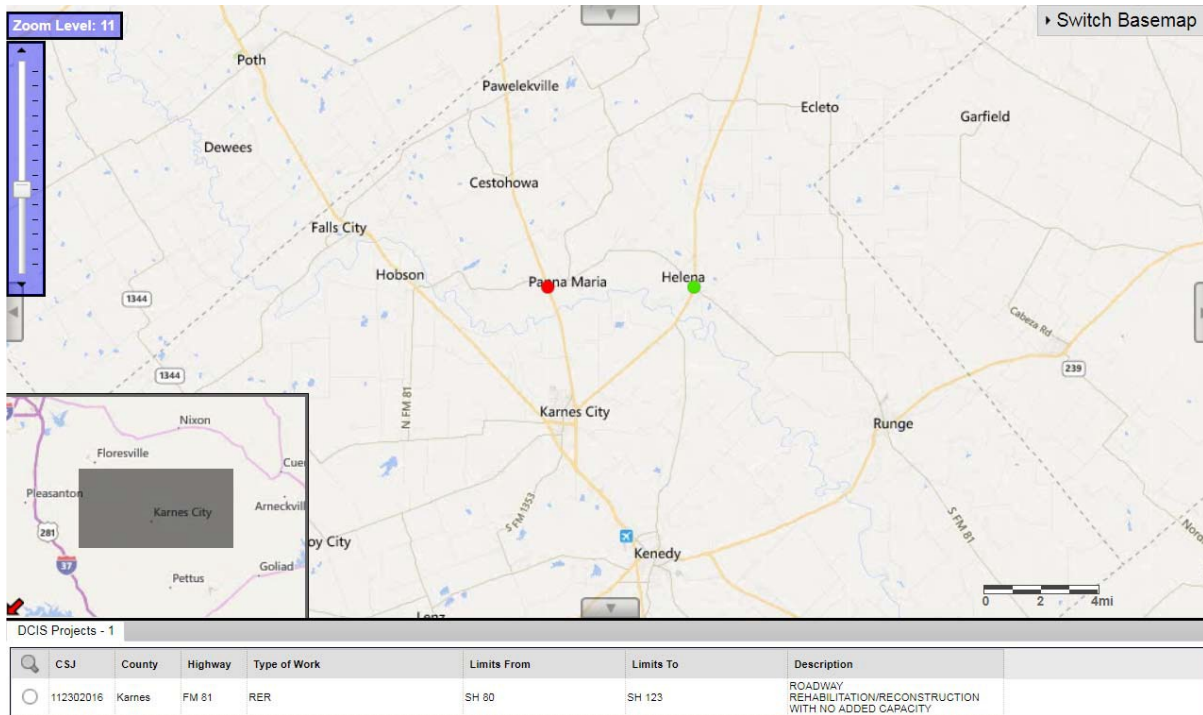 Zoom Level: 11
Switch Basemap
Poth
Pawelekville
Ecleto
Garfield
Dewees
Cestohowa
Falls City
Hobson
Panna Maria
Helena
1344
Cabeza Rd
1344
239
N FM 81
Karnes City
Runge
Nixon
Floresville
Pleasanton
Karnes City
Arneckvill
281
37
Goliad
Pettus
S FM 1353
S FM 81
oy City
Kenedy
0 2 4mi
DCIS Projects - 1
CSJ County Highway Type of Work Limits From Limits To Description
112302016 Karnes FM 81 RER SH 80 SH 123 ROADWAY
REHABILITATION/RECONSTRUCTION
WITH NO ADDED CAPACITY